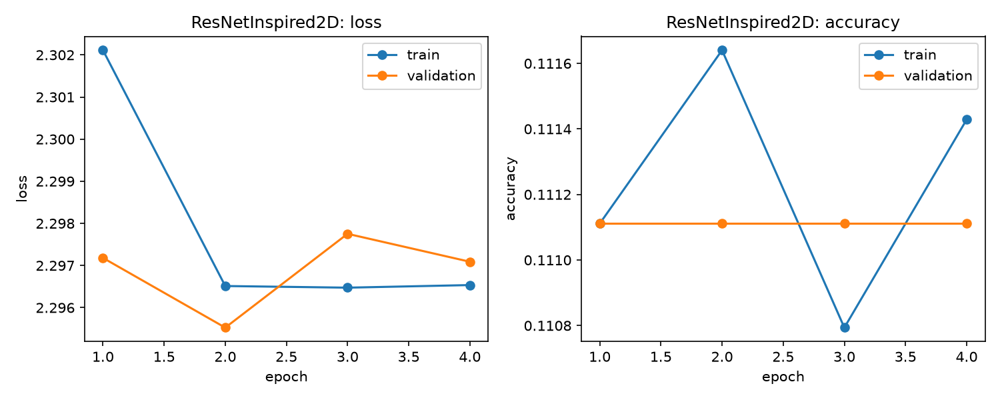 ResNetInspired2D: loss
train
validation
2.302
2.301
2.300
2.299
2.298
2.297
2.296
loss
1.0 1.5 2.0 2.5 3.0 3.5 4.0
epoch
ResNetInspired2D: accuracy
train
validation
0.1116
0.1114
0.1112
0.1110
0.1108
accuracy
1.0 1.5 2.0 2.5 3.0 3.5 4.0
epoch